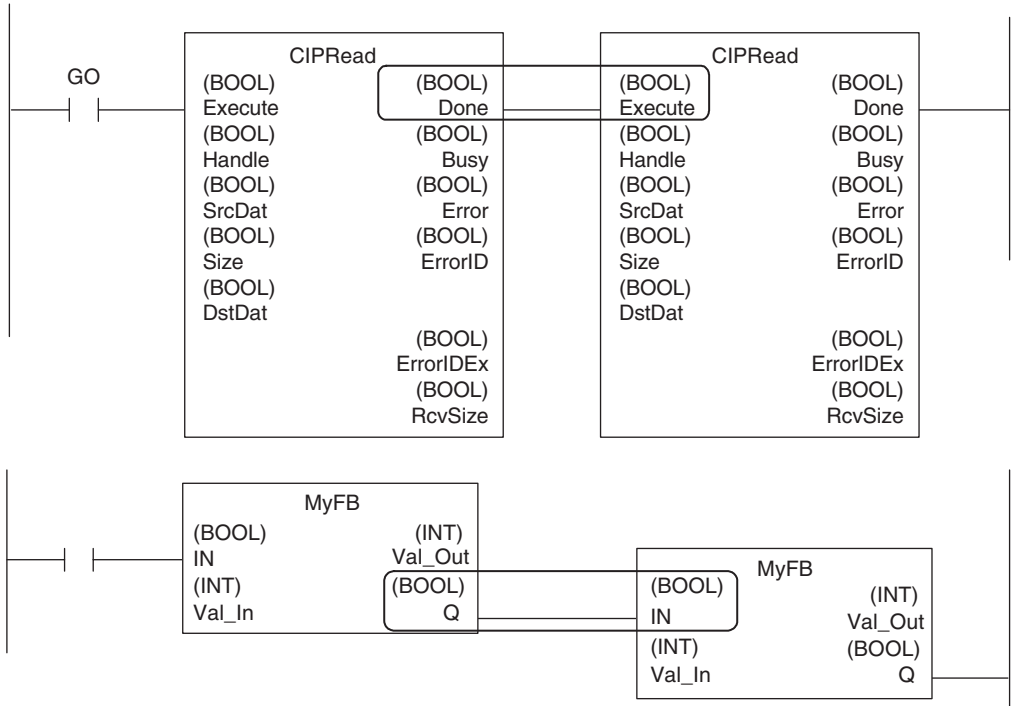 GO
CIPRead
(BOOL) (BOOL)
Execute Done
(BOOL) (BOOL)
Handle Busy
(BOOL) (BOOL)
SrcDat Error
(BOOL) (BOOL)
Size ErrorID
(BOOL)
DstDat
(BOOL)
ErrorIDEx
(BOOL)
RcvSize
CIPRead
(BOOL) (BOOL)
Execute Done
(BOOL) (BOOL)
Handle Busy
(BOOL) (BOOL)
SrcDat Error
(BOOL) (BOOL)
Size ErrorID
(BOOL)
DstDat
(BOOL)
ErrorIDEx
(BOOL)
RcvSize
MyFB
(BOOL) (INT)
IN Val_Out
(INT) (BOOL)
Val_In Q
MyFB
(BOOL) (INT)
IN Val_Out
(INT) (BOOL)
Val_In Q